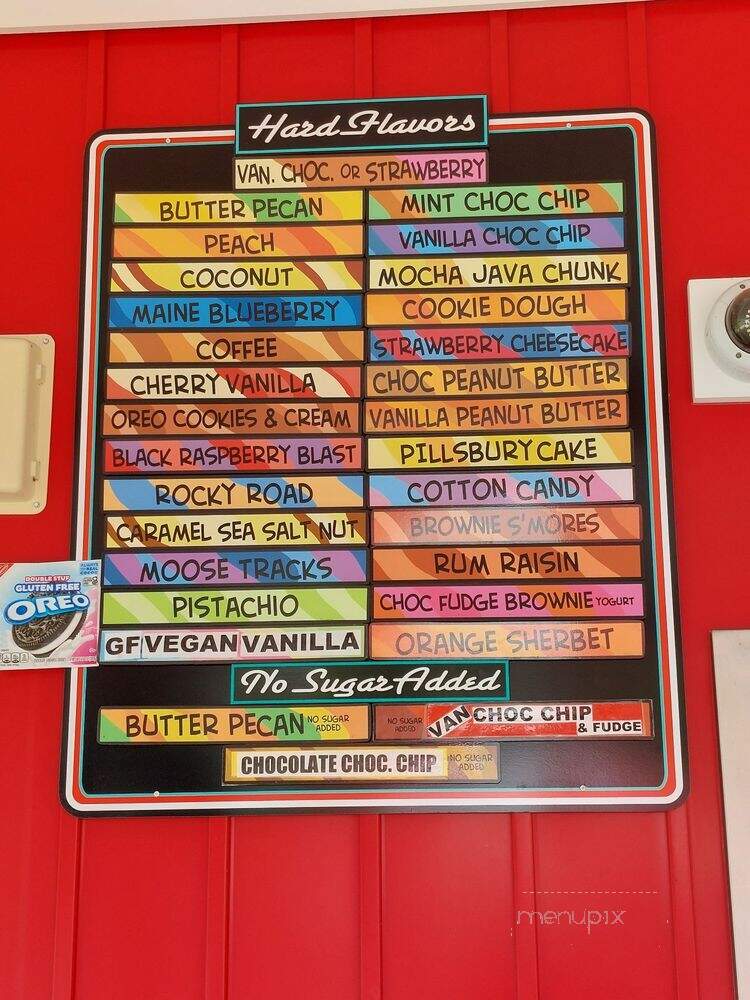 Hard Flavors
VAN. CHOC. OR STRAWBERRY
BUTTER PECAN
PEACH
COCONUT
MAINE BLUEBERRY
COFFEE
CHERRY VANILLA
OREO COOKIES & CREAM
BLACK RASPBERRY BLAST
ROCKY ROAD
CARAMEL SEA SALT NUT
MOOSE TRACKS
PISTACHIO
GF VEGAN VANILLA
MINT CHOC CHIP
VANILLA CHOC CHIP
MOCHA JAVA CHUNK
COOKIE DOUGH
STRAWBERRY CHEESECAKE
CHOC PEANUT BUTTER
VANILLA PEANUT BUTTER
PILLSBURY CAKE
COTTON CANDY
BROWNIE S'MORES
RUM RAISIN
CHOC FUDGE BROWNIE YOGURT
ORANGE SHERBET
DOUBLE STUF
GLUTEN FREE
OREO
No Sugar Added
BUTTER PECAN NO SUGAR ADDED
NO SUGAR ADDED VAN CHOC CHIP & FUDGE
CHOCOLATE CHOC. CHIP NO SUGAR ADDED
menupix